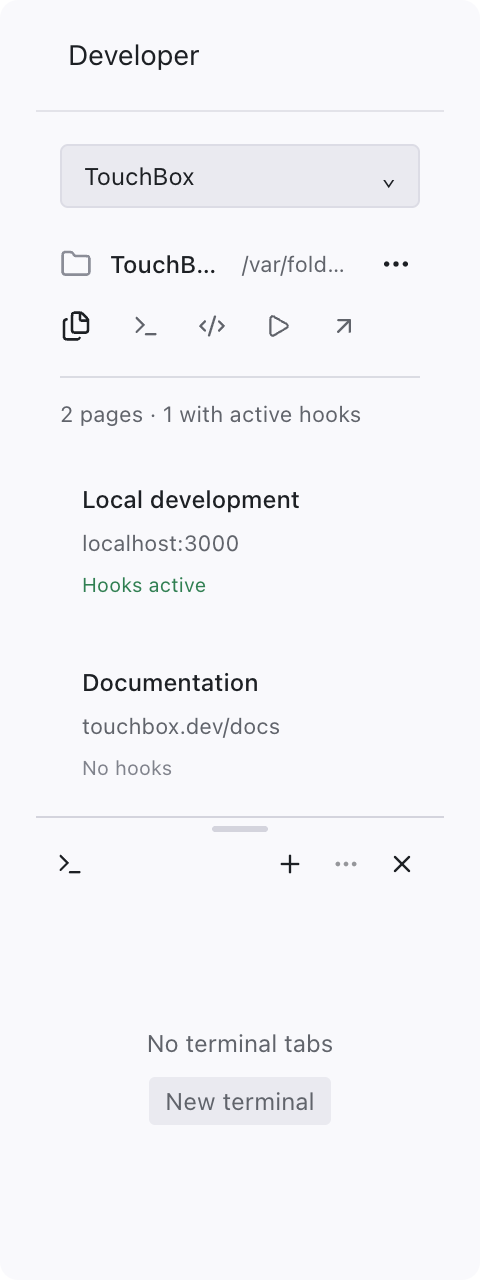 Developer
TouchBox
TouchB... /var/fold...
2 pages · 1 with active hooks
Local development
localhost:3000
Hooks active
Documentation
touchbox.dev/docs
No hooks
No terminal tabs
New terminal